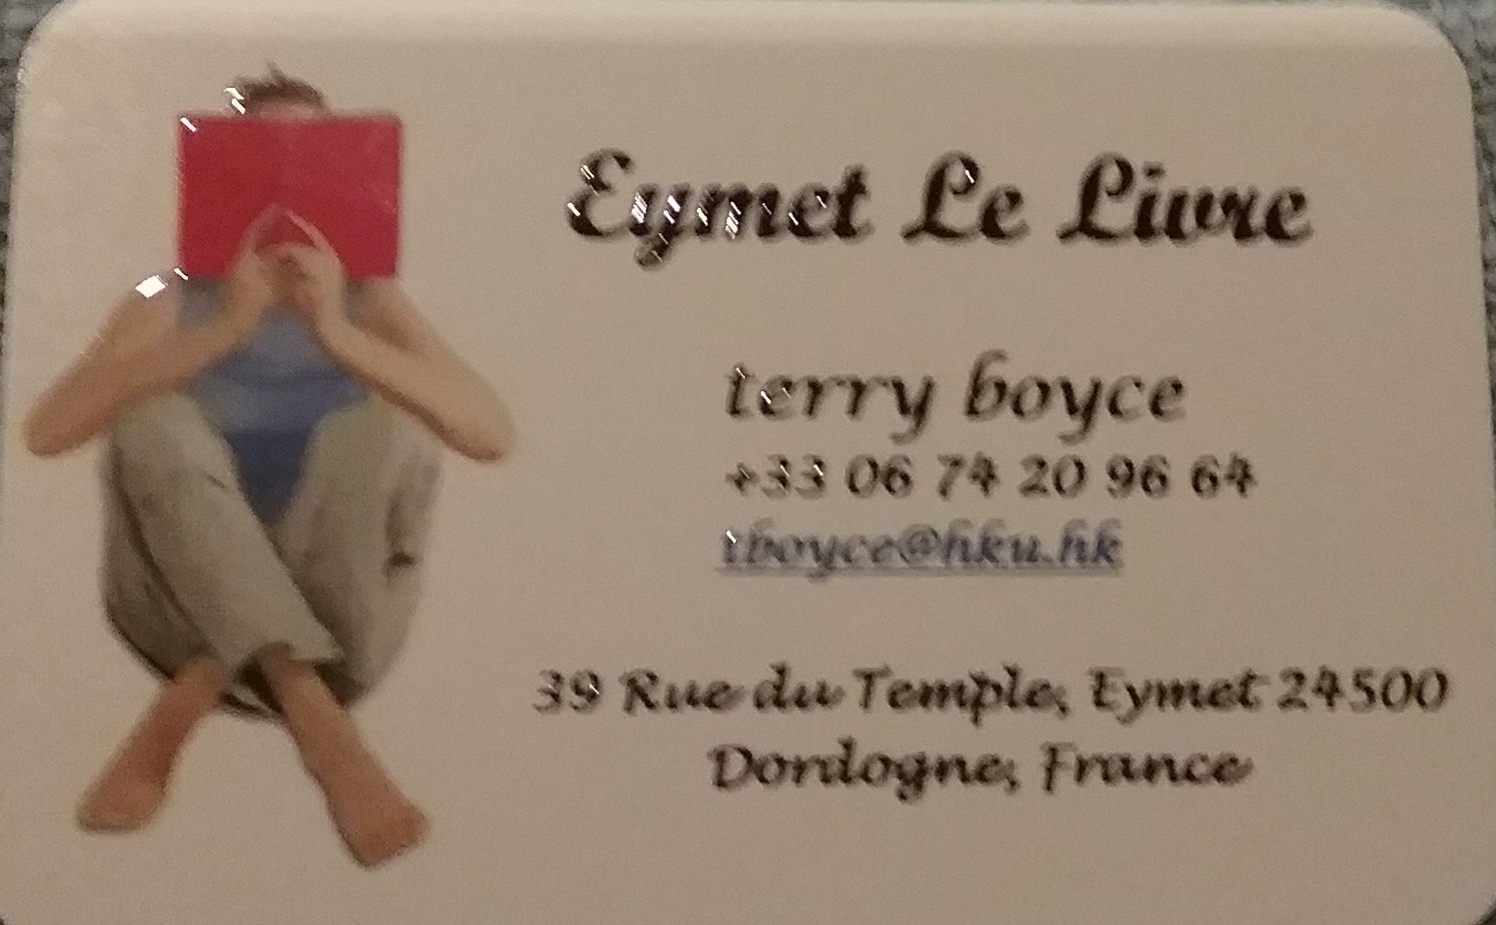 Eymet Le Livre
terry boyce
+33 06 74 20 96 64
tboyce@hku.hk
39 Rue du Temple, Eymet 24500
Dordogne, France